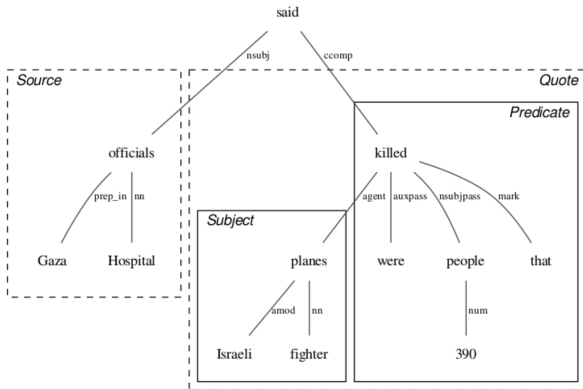 said
nsubj ccomp
Source Quote
Predicate
officials killed
prep_in nn agent auxpass nsubjpass mark
Subject
Gaza Hospital planes were people that
amod nn num
Israeli fighter 390